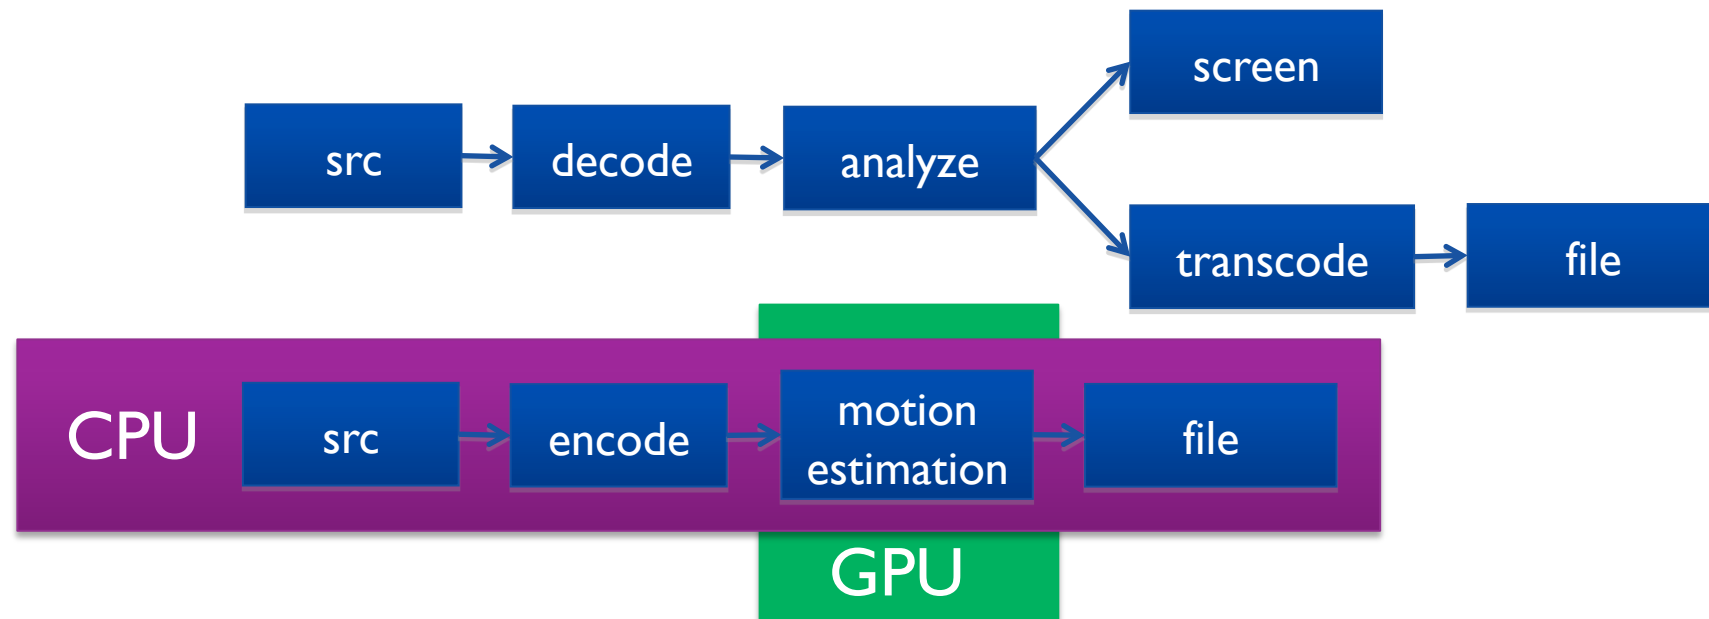 screen
src
decode
analyze
transcode
file
CPU
src
encode
motion
estimation
file
GPU